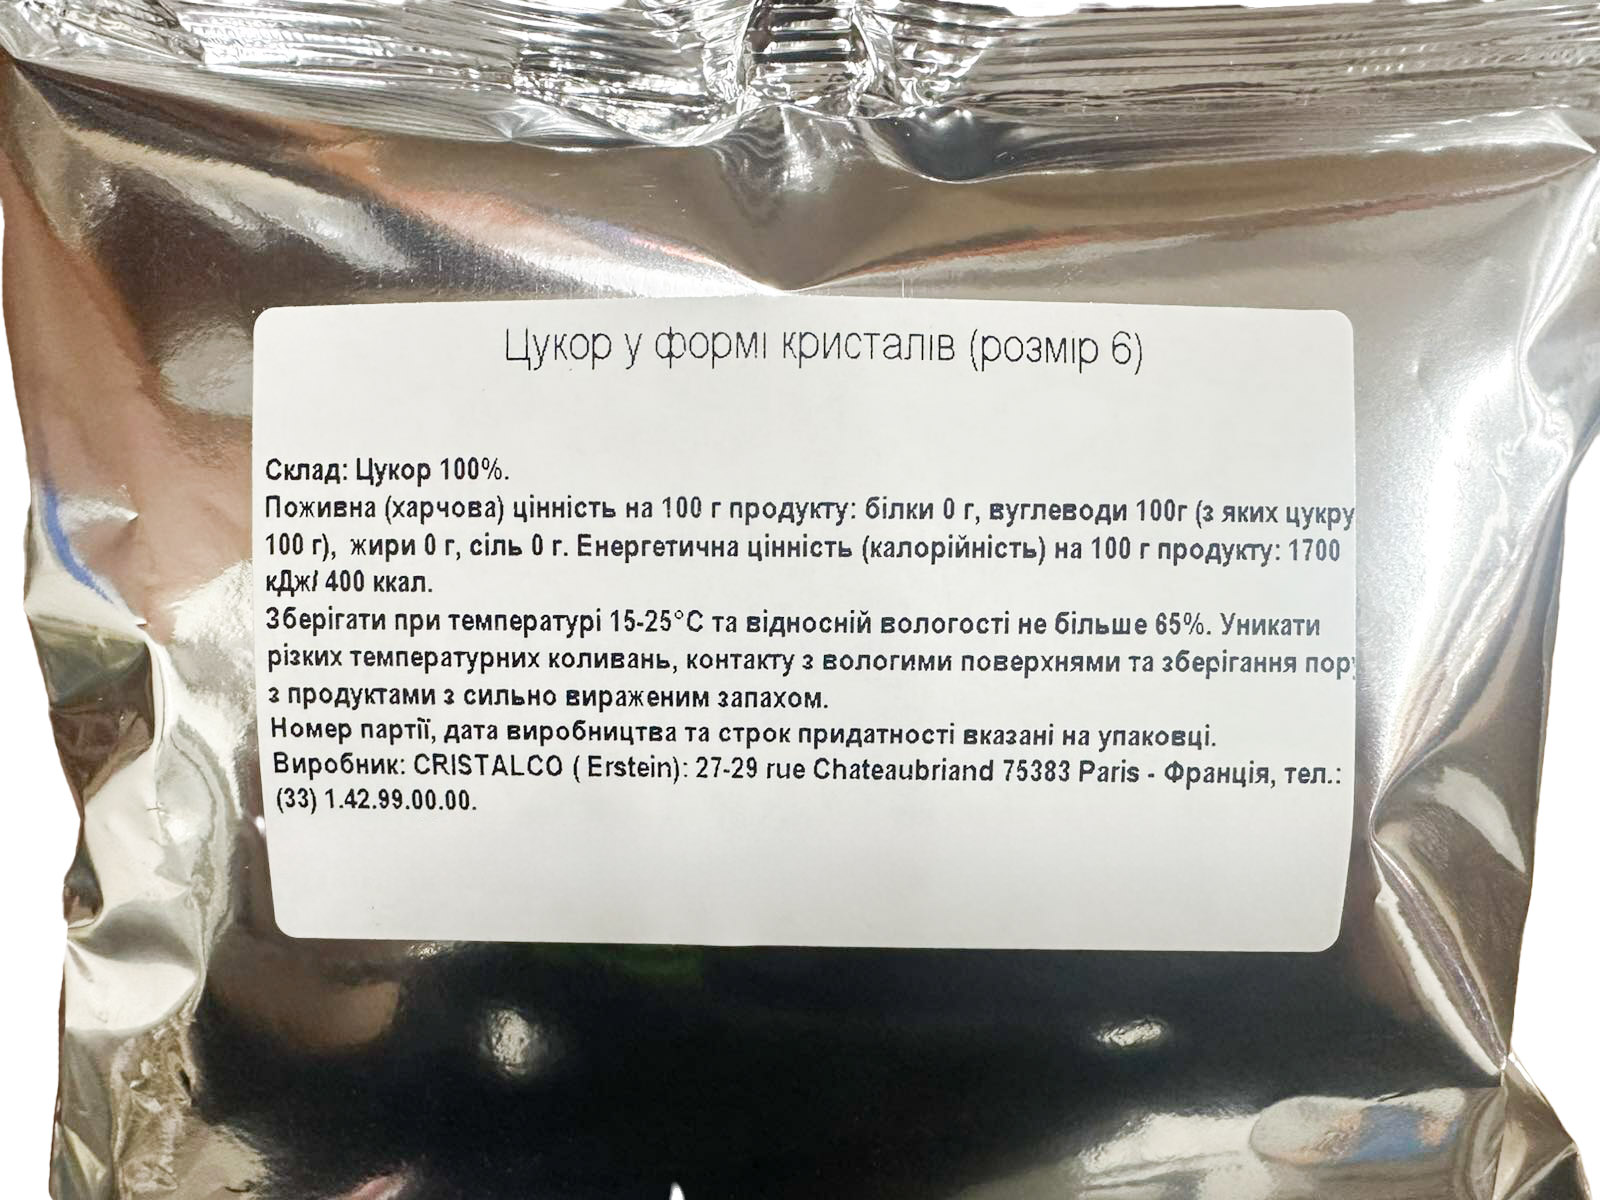 Цукор у формі кристалів (розмір 6)
Склад: Цукор 100%.
Поживна (харчова) цінність на 100 г продукту: білки 0 г, вуглеводи 100г (з яких цукру
100 г), жири 0 г, сіль 0 г. Енергетична цінність (калорійність) на 100 г продукту: 1700
кДж/ 400 ккал.
Зберігати при температурі 15-25°C та відносній вологості не більше 65%. Уникати
різких температурних коливань, контакту з вологими поверхнями та зберігання
з продуктами з сильно вираженим запахом.
Номер партії, дата виробництва та строк придатності вказані на упаковці.
Виробник: CRISTALCO ( Erstein): 27-29 rue Chateaubriand 75383 Paris - Франція, тел.:
(33) 1.42.99.00.00.